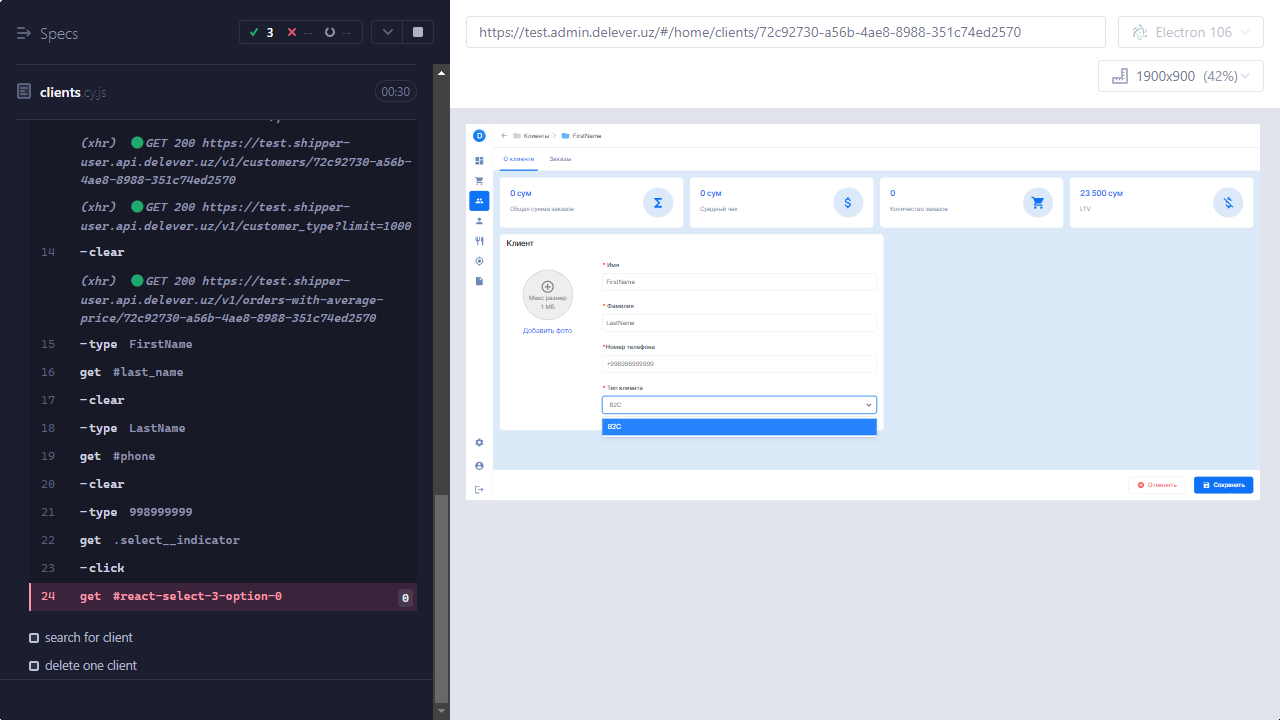 Specs
3
--
--
clients.cy.js
00:30
(xhr) GET 200 https://test.shipper-
user.api.delever.uz/v1/customers/72c92730-a56b-
4ae8-8988-351c74ed2570
(xhr) GET 200 https://test.shipper-
user.api.delever.uz/v1/customer_type?limit=1000
14 -clear
(xhr) GET 200 https://test.shipper-
user.api.delever.uz/v1/orders-with-average-
price/72c92730-a56b-4ae8-8988-351c74ed2570
15 -type FirstName
16 get #last_name
17 -clear
18 -type LastName
19 get #phone
20 -clear
21 -type 998999999
22 get .select__indicator
23 -click
24 get #react-select-3-option-0 0
search for client
delete one client
https://test.admin.delever.uz/#/home/clients/72c92730-a56b-4ae8-8988-351c74ed2570
Electron 106
1900x900 (42%)
D
Клиенты
FirstName
О клиенте
Заказы
0 сум
Общая сумма заказов
0 сум
Средный чек
$
0
Количество заказов
23 500 сум
LTV
Клиент
Макс размер
1 МБ
Добавить фото
* Имя
FirstName
* Фамилия
LastName
*Номер телефона
+998998999999
* Тип клиента
B2C
B2C
Отменить
Сохранить